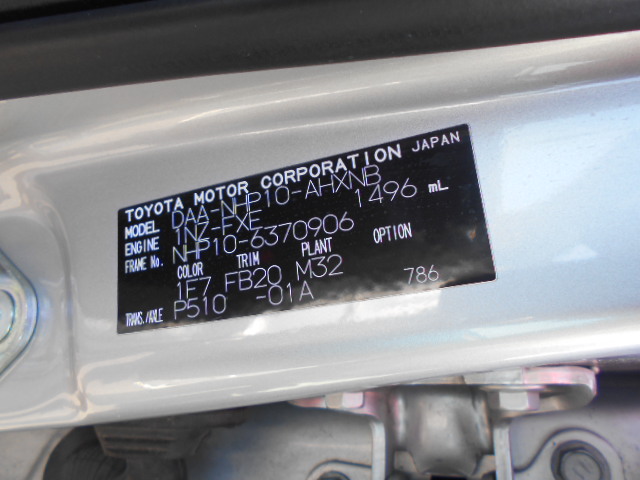 TOYOTA MOTOR CORPORATION JAPAN
MODEL DAA-NHP10-AHXNB
ENGINE 1NZ-FXE 1496 mL
FRAME No. NHP10-6370906
COLOR TRIM PLANT OPTION
1F7 FB20 M32
TRANS./AXLE P510 -01A 786